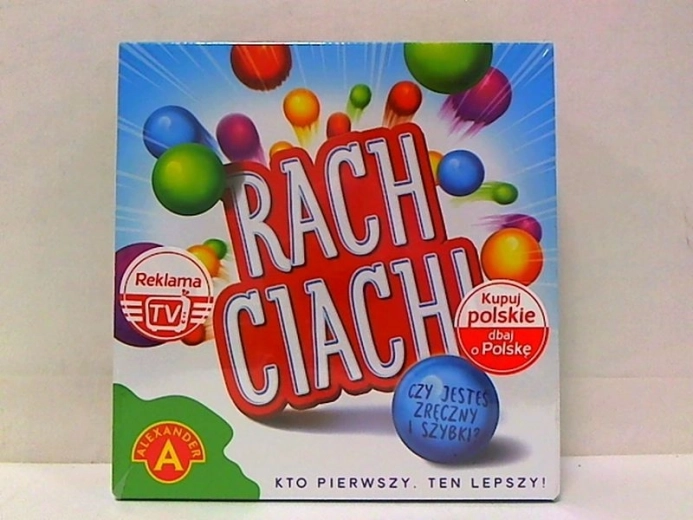 RACH
CIACH!
Reklama
TV
Kupuj
polskie
dbaj
o Polskę
CZY JESTEŚ
ZRĘCZNY
I SZYBKI?
ALEXANDER
A
KTO PIERWSZY. TEN LEPSZY!